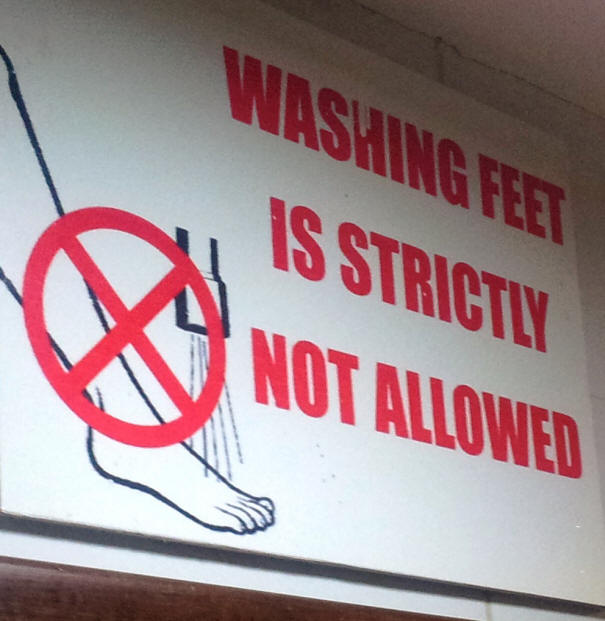 WASHING FEET
IS STRICTLY
NOT ALLOWED